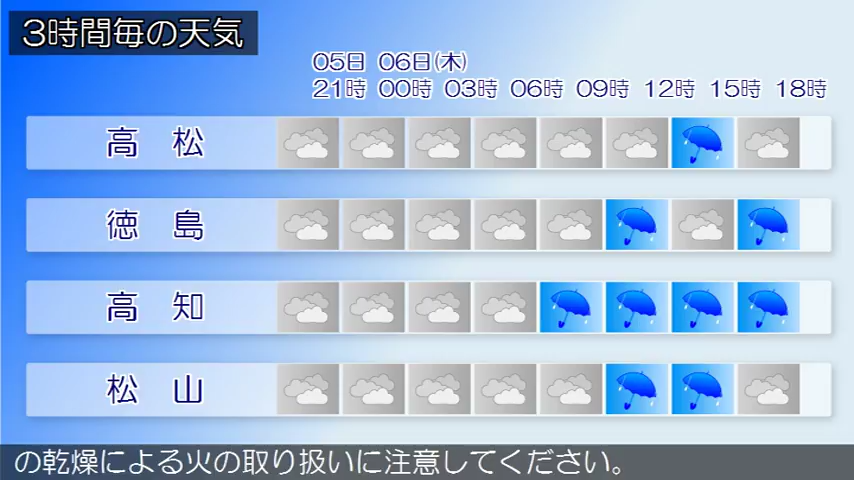 3時間毎の天気
05日 06日(木)
21時 00時 03時 06時 09時 12時 15時 18時
高松
徳島
高知
松山
の乾燥による火の取り扱いに注意してください。